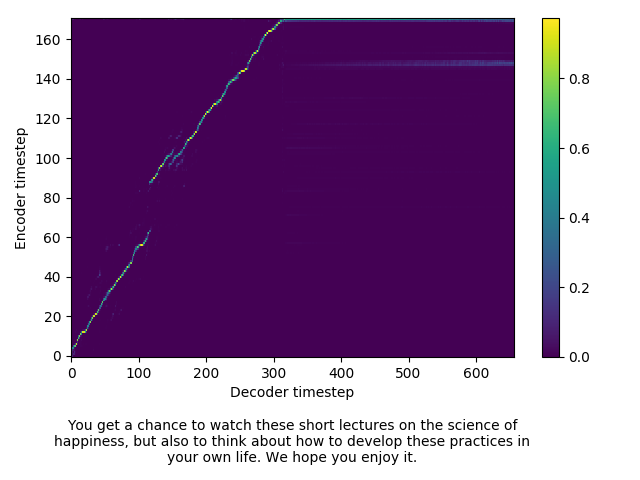 160
140
120
100
80
60
40
20
0
Encoder timestep
0 100 200 300 400 500 600
Decoder timestep
0.8
0.6
0.4
0.2
0.0
You get a chance to watch these short lectures on the science of
happiness, but also to think about how to develop these practices in
your own life. We hope you enjoy it.